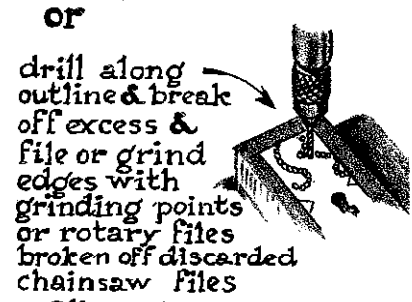 or
drill along
outline & break
off excess &
file or grind
edges with
grinding points
or rotary files
broken off discarded
chainsaw files